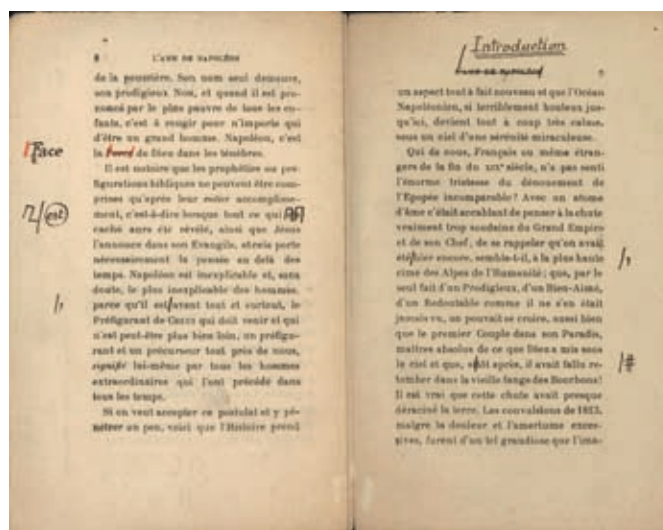 8 L'AME DE NAPOLÉON
de la poussière. Son nom seul demeure,
son prodigieux Nom, et quand il est pro-
noncé par le plus pauvre de tous les en-
fants, c'est à rougir pour n'importe qui
d'être un grand homme. Napoléon, c'est
Face
la de Dieu dans les ténèbres.
Il est notoire que les prophéties ou pré-
figurations bibliques ne peuvent être com-
prises qu'après leur entier accomplisse-
ment, c'est-à-dire lorsque tout ce qui
est
caché aura été révélé, ainsi que Jésus
l'annonce dans son Evangile, et cela porte
nécessairement la pensée au delà des
temps. Napoléon est inexplicable et, sans
doute, le plus inexplicable des hommes,
parce qu'il est avant tout et surtout, le
Préfigurant de CELUI qui doit venir et qui
n'est peut-être plus bien loin, un préfigu-
rant et un précurseur tout près de nous,
signifié lui-même par tous les hommes
extraordinaires qui l'ont précédé dans
tous les temps.
Si on veut accepter ce postulat et y pé-
nétrer un peu, voici que l'Histoire prend
Introduction
L'AME DE NAPOLÉON 9
un aspect tout à fait nouveau et que l'Océan
Napoléonien, si terriblement houleux jus-
qu'ici, devient tout à coup très calme,
sous un ciel d'une sérénité miraculeuse.
Qui de nous, Français ou même étran-
gers de la fin du XIXe siècle, n'a pas senti
l'énorme tristesse du dénouement de
l'Epopée incomparable? Avec un atome
d'âme c'était accablant de penser à la chute
vraiment trop soudaine du Grand Empire
et de son Chef; de se rappeler qu'on avait
été, hier encore, semble-t-il, à la plus haute
cime des Alpes de l'Humanité; que, par le
seul fait d'un Prodigieux, d'un Bien-Aimé,
d'un Redoutable comme il ne s'en était
jamais vu, on pouvait se croire, aussi bien
que le premier Couple dans son Paradis,
maîtres absolus de ce que Dieu a mis sous
le ciel et que, sitôt après, il avait fallu re-
tomber dans la vieille fange des Bourbons!
Il est vrai que cette chute avait presque
déraciné la terre. Les convulsions de 1813,
malgré la douleur et l'amertume exces-
sives, furent d'un tel grandiose que l'ima-